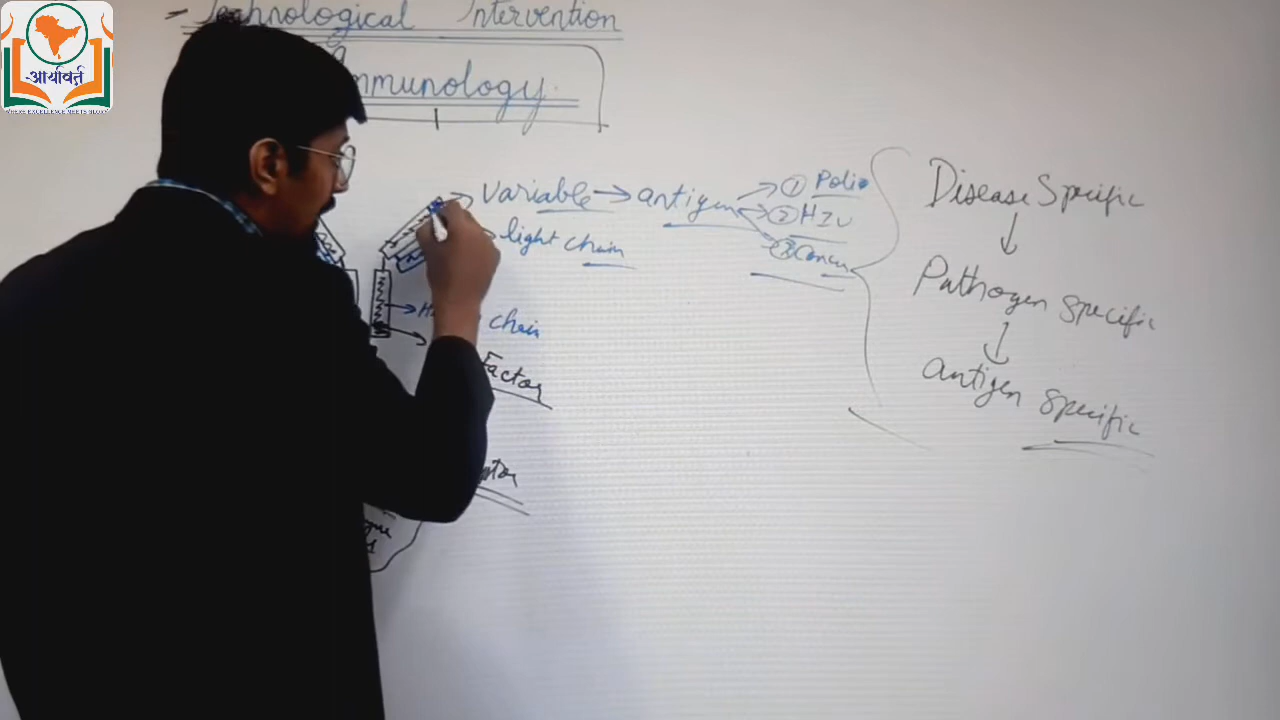 Technological Intervention
Immunology.
आर्यावर्त
Variable → antigen
① Polio
② HIV
③ Cancer
light chain
chain
Factor
Disease Specific
↓
Pathogen specific
↓
Antigen specific